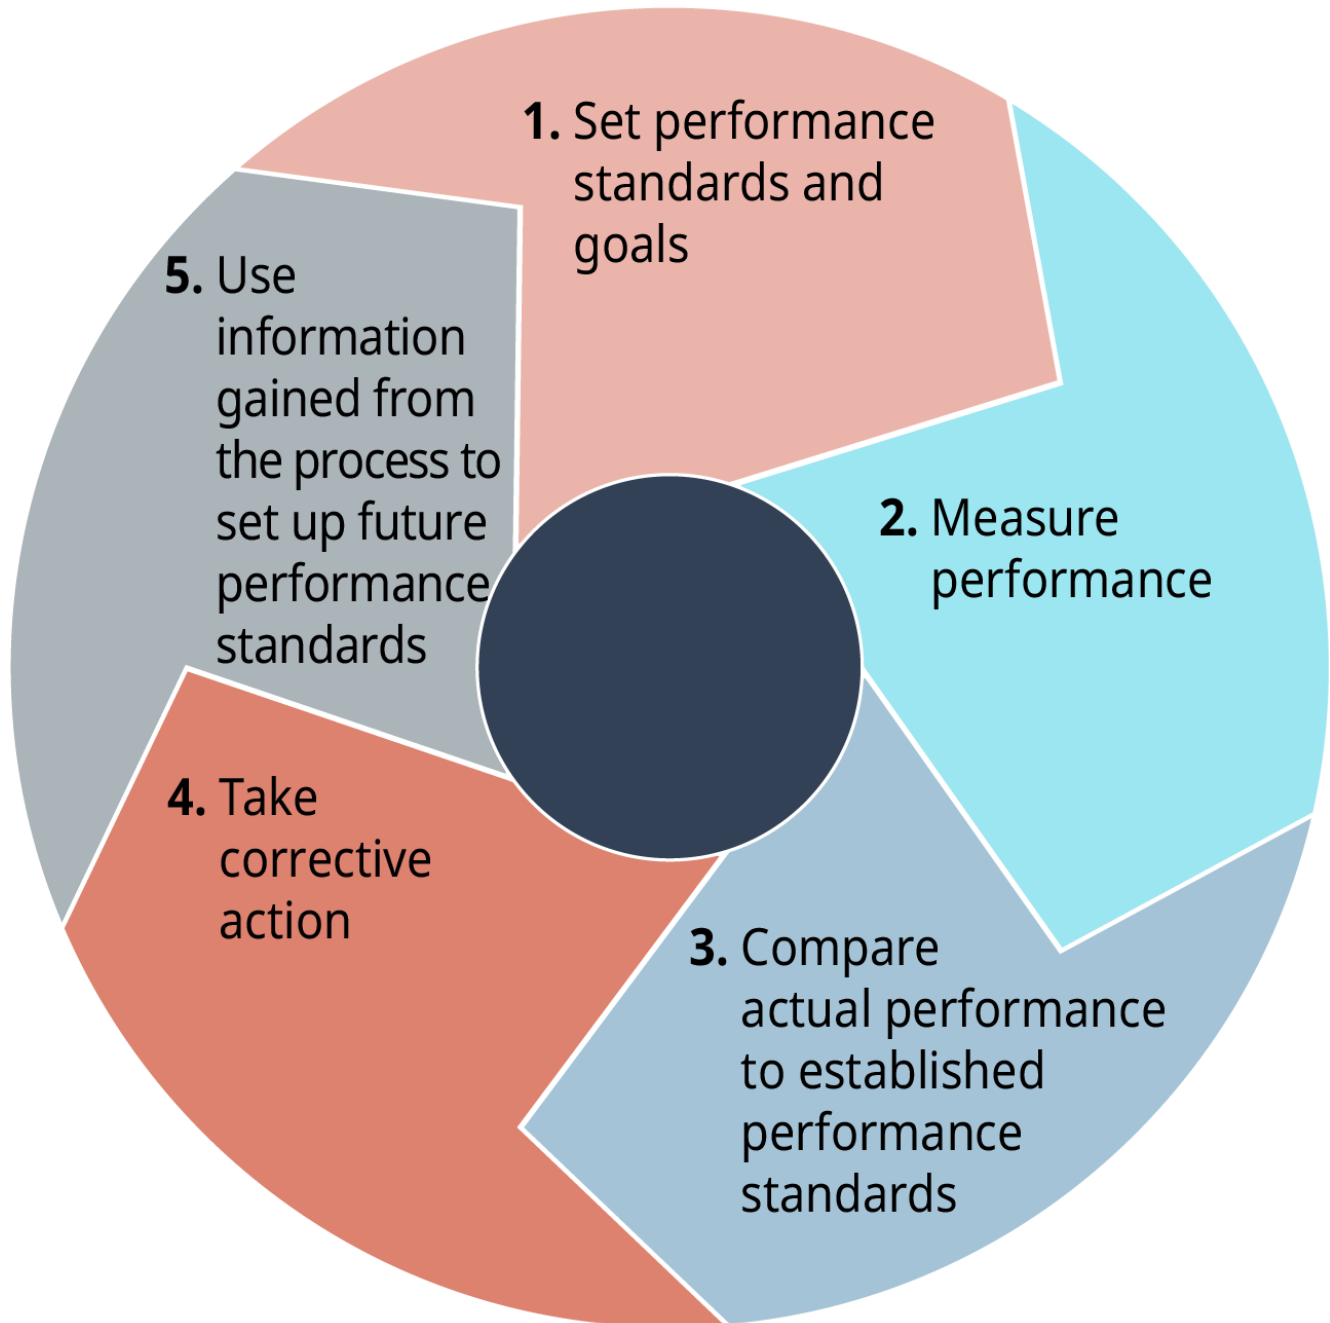 1. Set performance
standards and
goals
2. Measure
performance
3. Compare
actual performance
to established
performance
standards
4. Take
corrective
action
5. Use
information
gained from
the process to
set up future
performance
standards